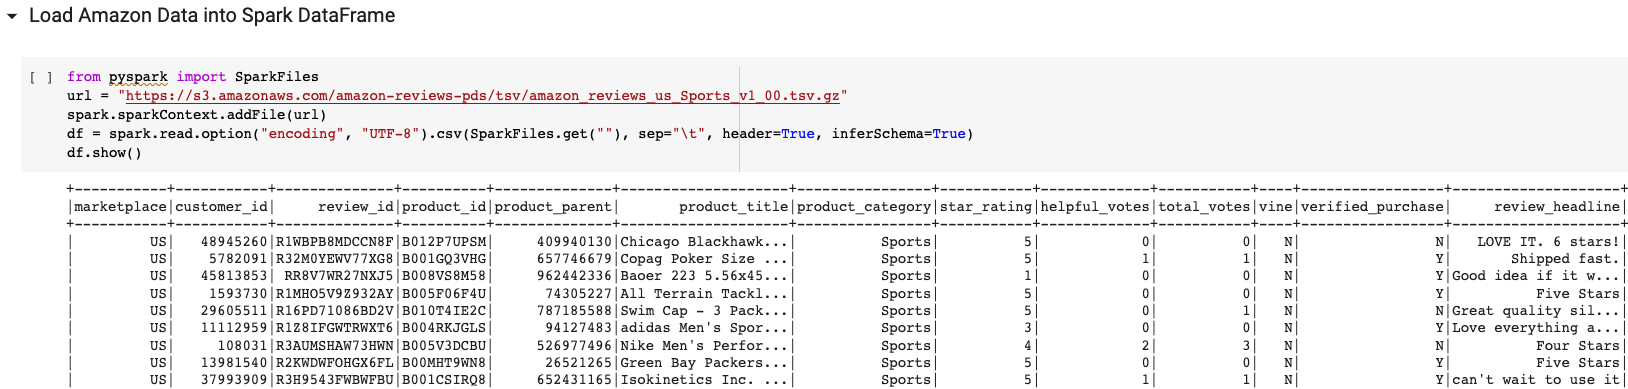 Load Amazon Data into Spark DataFrame
[ ] from pyspark import SparkFiles
url = "https://s3.amazonaws.com/amazon-reviews-pds/tsv/amazon_reviews_us_Sports_v1_00.tsv.gz"
spark.sparkContext.addFile(url)
df = spark.read.option("encoding", "UTF-8").csv(SparkFiles.get(""), sep="\t", header=True, inferSchema=True)
df.show()
+-----------+-----------+--------------+----------+--------------+--------------------+----------------+-----------+-------------+-----------+----+-----------------+--------------------+
|marketplace|customer_id|     review_id|product_id|product_parent|       product_title|product_category|star_rating|helpful_votes|total_votes|vine|verified_purchase|     review_headline|
+-----------+-----------+--------------+----------+--------------+--------------------+----------------+-----------+-------------+-----------+----+-----------------+--------------------+
|         US|   48945260|R1WBPB8MDCCN8F|B012P7UPSM|     409940130|Chicago Blackhawk...|          Sports|          5|            0|          0|   N|                N|   LOVE IT. 6 stars!|
|         US|    5782091|R32M0YEWV77XG8|B001GQ3VHG|     657746679|Copag Poker Size ...|          Sports|          5|            1|          1|   N|                Y|       Shipped fast.|
|         US|   45813853| RR8V7WR27NXJ5|B008VS8M58|     962442336|Baoer 223 5.56x45...|          Sports|          1|            0|          0|   N|                Y|Good idea if it w...|
|         US|    1593730|R1MHO5V9Z932AY|B005F06F4U|      74305227|All Terrain Tackl...|          Sports|          5|            0|          0|   N|                Y|          Five Stars|
|         US|   29605511|R16PD71086BD2V|B010T4IE2C|     787185588|Swim Cap - 3 Pack...|          Sports|          5|            0|          1|   N|                N|Great quality sil...|
|         US|   11112959|R1Z8IFGWTRWXT6|B004RKJGLS|      94127483|adidas Men's Spor...|          Sports|          3|            0|          0|   N|                Y|Love everything a...|
|         US|     108031|R3AUMSHAW73HWN|B005V3DCBU|     526977496|Nike Men's Perfor...|          Sports|          4|            2|          3|   N|                N|          Four Stars|
|         US|   13981540|R2KWDWFOHGX6FL|B00MHT9WN8|      26521265|Green Bay Packers...|          Sports|          5|            0|          0|   N|                Y|          Five Stars|
|         US|   37993909|R3H9543FWBWFBU|B001CSIRQ8|     652431165|Isokinetics Inc. ...|          Sports|          5|            1|          1|   N|                Y|can't wait to use it|